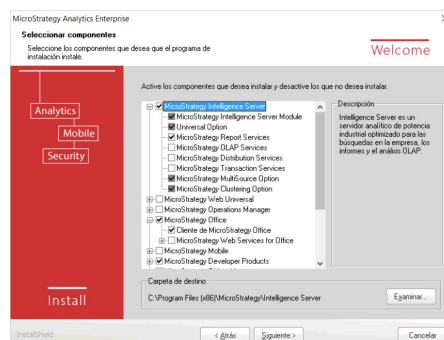 MicroStrategy Analytics Enterprise
Seleccionar componentes
Seleccione los componentes que desea que el programa de
instalación instale.
Welcome
Analytics
Mobile
Security
Install
Active los componentes que desea instalar y desactive los que no desea instalar.
MicroStrategy Intelligence Server
MicroStrategy Intelligence Server Module
Universal Option
MicroStrategy Report Services
MicroStrategy OLAP Services
MicroStrategy Distribution Services
MicroStrategy Transaction Services
MicroStrategy MultiSource Option
MicroStrategy Clustering Option
MicroStrategy Web Universal
MicroStrategy Operations Manager
MicroStrategy Office
Cliente de MicroStrategy Office
MicroStrategy Web Services for Office
MicroStrategy Mobile
MicroStrategy Developer Products
Descripción
Intelligence Server es un
servidor analítico de potencia
industrial optimizado para las
búsquedas en la empresa, los
informes y el análisis OLAP.
Carpeta de destino
C:\Program Files (x86)\MicroStrategy\Intelligence Server
Examinar...
InstallShield
< Atrás
Siguiente >
Cancelar